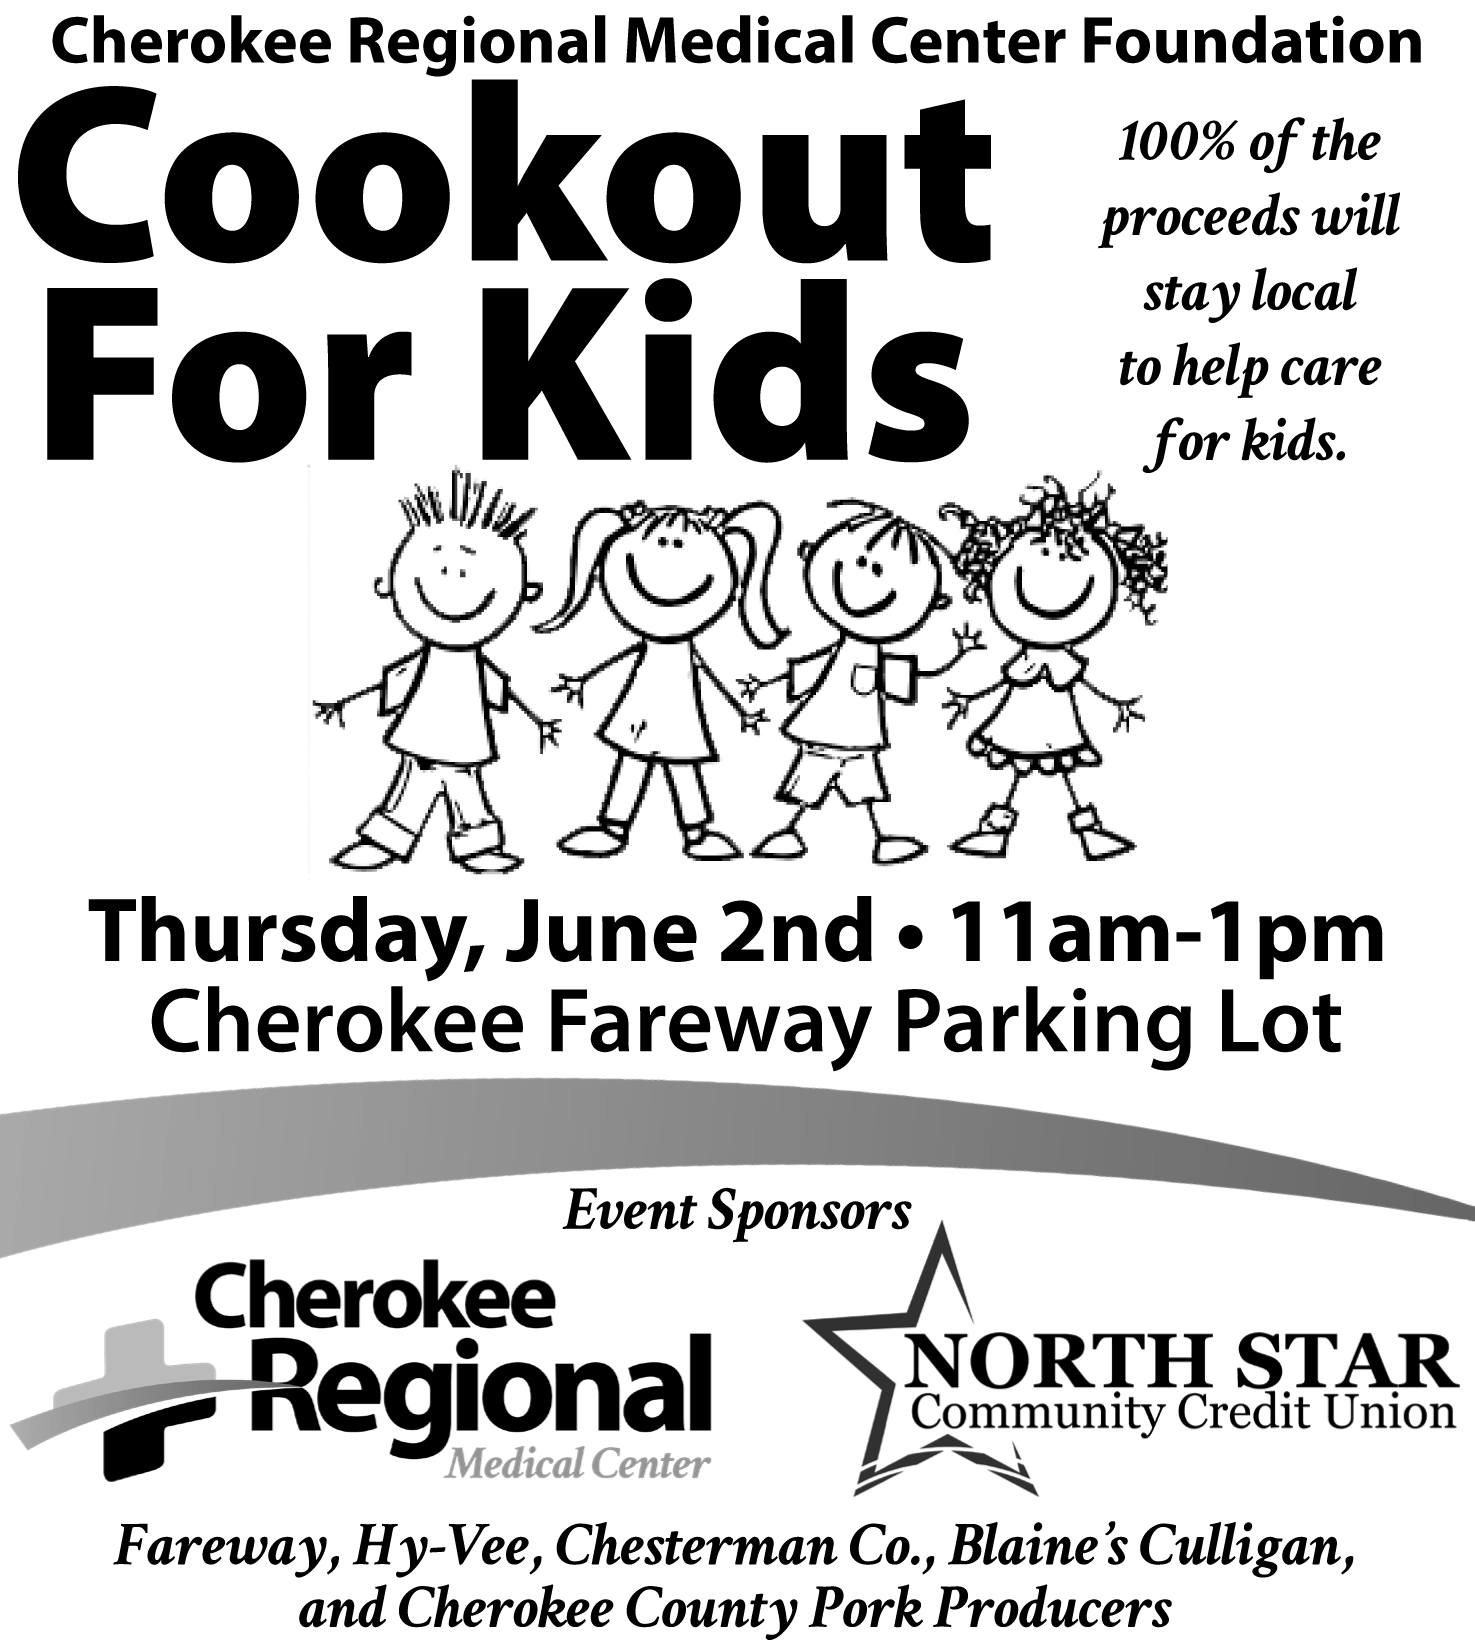 Cherokee Regional Medical Center Foundation
Cookout
For Kids
100% of the
proceeds will
stay local
to help care
for kids.
Thursday, June 2nd • 11am-1pm
Cherokee Fareway Parking Lot
Event Sponsors
Cherokee
Regional
Medical Center
NORTH STAR
Community Credit Union
Fareway, Hy-Vee, Chesterman Co., Blaine’s Culligan,
and Cherokee County Pork Producers